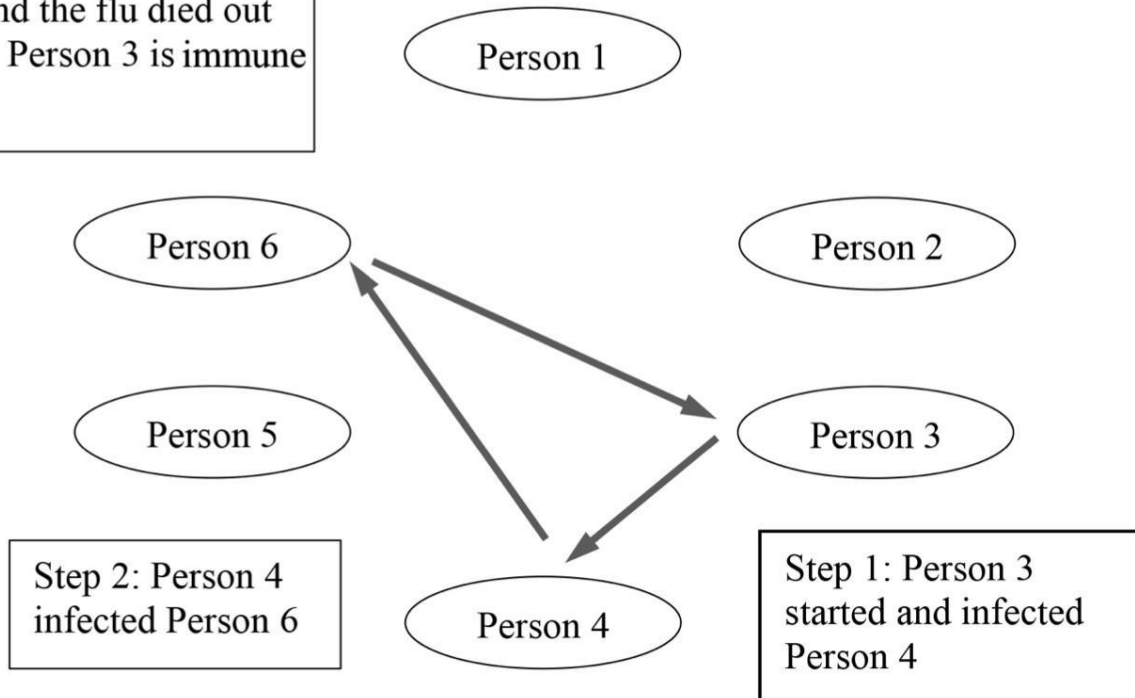 nd the flu died out
Person 3 is immune
Person 1
Person 6
Person 2
Person 5
Person 3
Step 2: Person 4
infected Person 6
Person 4
Step 1: Person 3
started and infected
Person 4